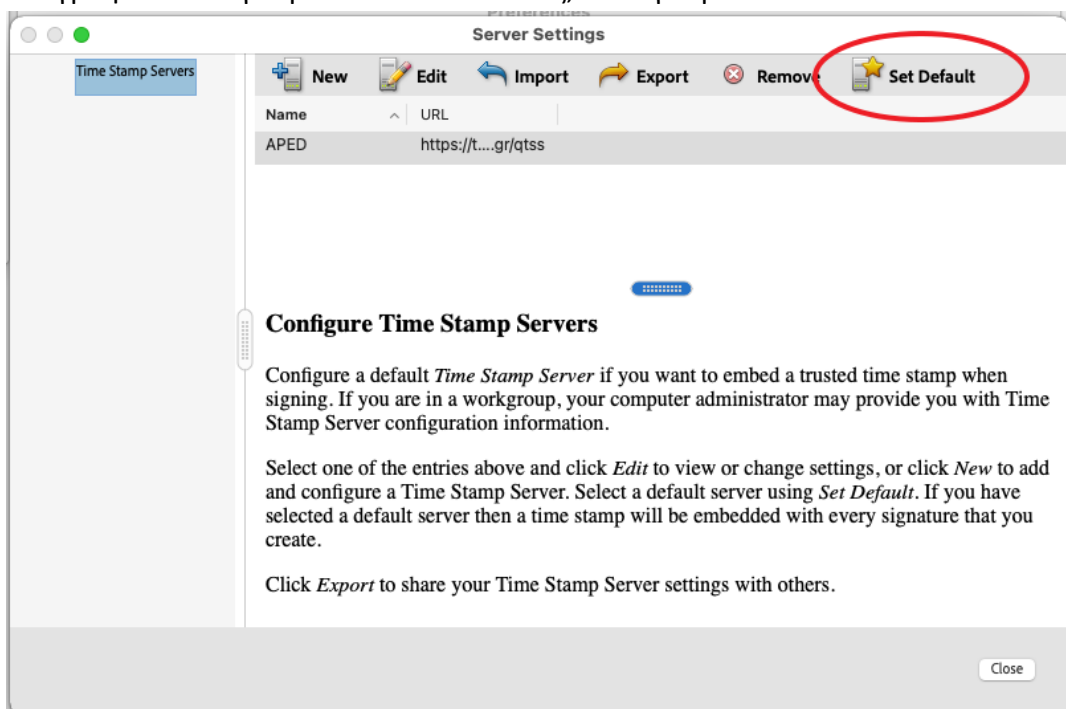 Preferences
Server Settings
Time Stamp Servers
New Edit Import Export Remove Set Default
Name URL
APED https://t....gr/qtss
Configure Time Stamp Servers
Configure a default Time Stamp Server if you want to embed a trusted time stamp when
signing. If you are in a workgroup, your computer administrator may provide you with Time
Stamp Server configuration information.
Select one of the entries above and click Edit to view or change settings, or click New to add
and configure a Time Stamp Server. Select a default server using Set Default. If you have
selected a default server then a time stamp will be embedded with every signature that you
create.
Click Export to share your Time Stamp Server settings with others.
Close